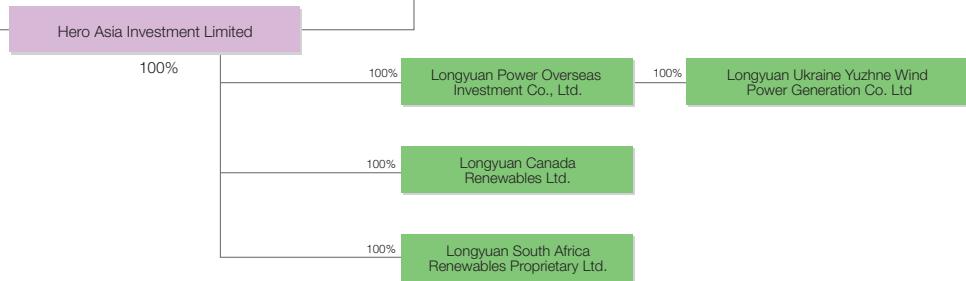 Hero Asia Investment Limited
100%
100%
Longyuan Power Overseas
Investment Co., Ltd.
100%
Longyuan Ukraine Yuzhne Wind
Power Generation Co. Ltd
100%
Longyuan Canada
Renewables Ltd.
100%
Longyuan South Africa
Renewables Proprietary Ltd.